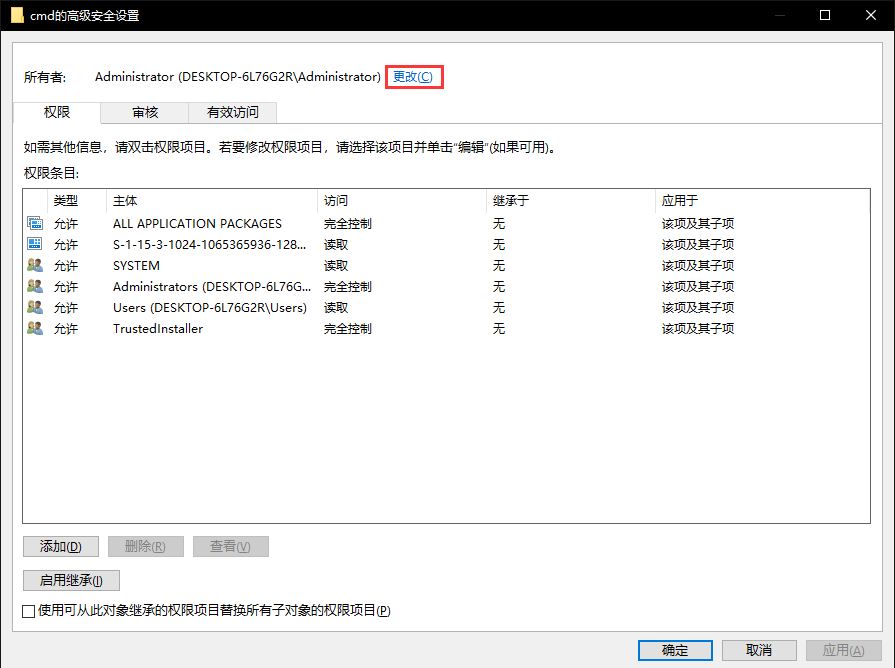 cmd的高级安全设置
所有者: Administrator (DESKTOP-6L76G2R\Administrator) 更改(C)
权限 审核 有效访问
如需其他信息，请双击权限项目。若要修改权限项目，请选择该项目并单击“编辑”(如果可用)。
权限条目:
类型 主体 访问 继承于 应用于
允许 ALL APPLICATION PACKAGES 完全控制 无 该项及其子项
允许 S-1-15-3-1024-1065365936-128... 读取 无 该项及其子项
允许 SYSTEM 读取 无 该项及其子项
允许 Administrators (DESKTOP-6L76G... 完全控制 无 该项及其子项
允许 Users (DESKTOP-6L76G2R\Users) 读取 无 该项及其子项
允许 TrustedInstaller 完全控制 无 该项及其子项
添加(D) 删除(R) 查看(V)
启用继承(I)
使用可从此对象继承的权限项目替换所有子对象的权限项目(P)
确定 取消 应用(A)